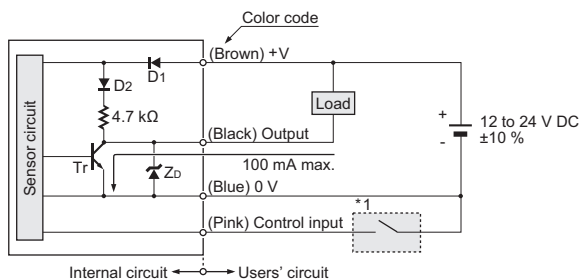 Color code
(Brown) +V
D1
D2
4.7 kΩ
Load
Sensor circuit
(Black) Output
+
12 to 24 V DC
±10 %
-
Tr
ZD
100 mA max.
(Blue) 0 V
*1
(Pink) Control input
Internal circuit
Users' circuit